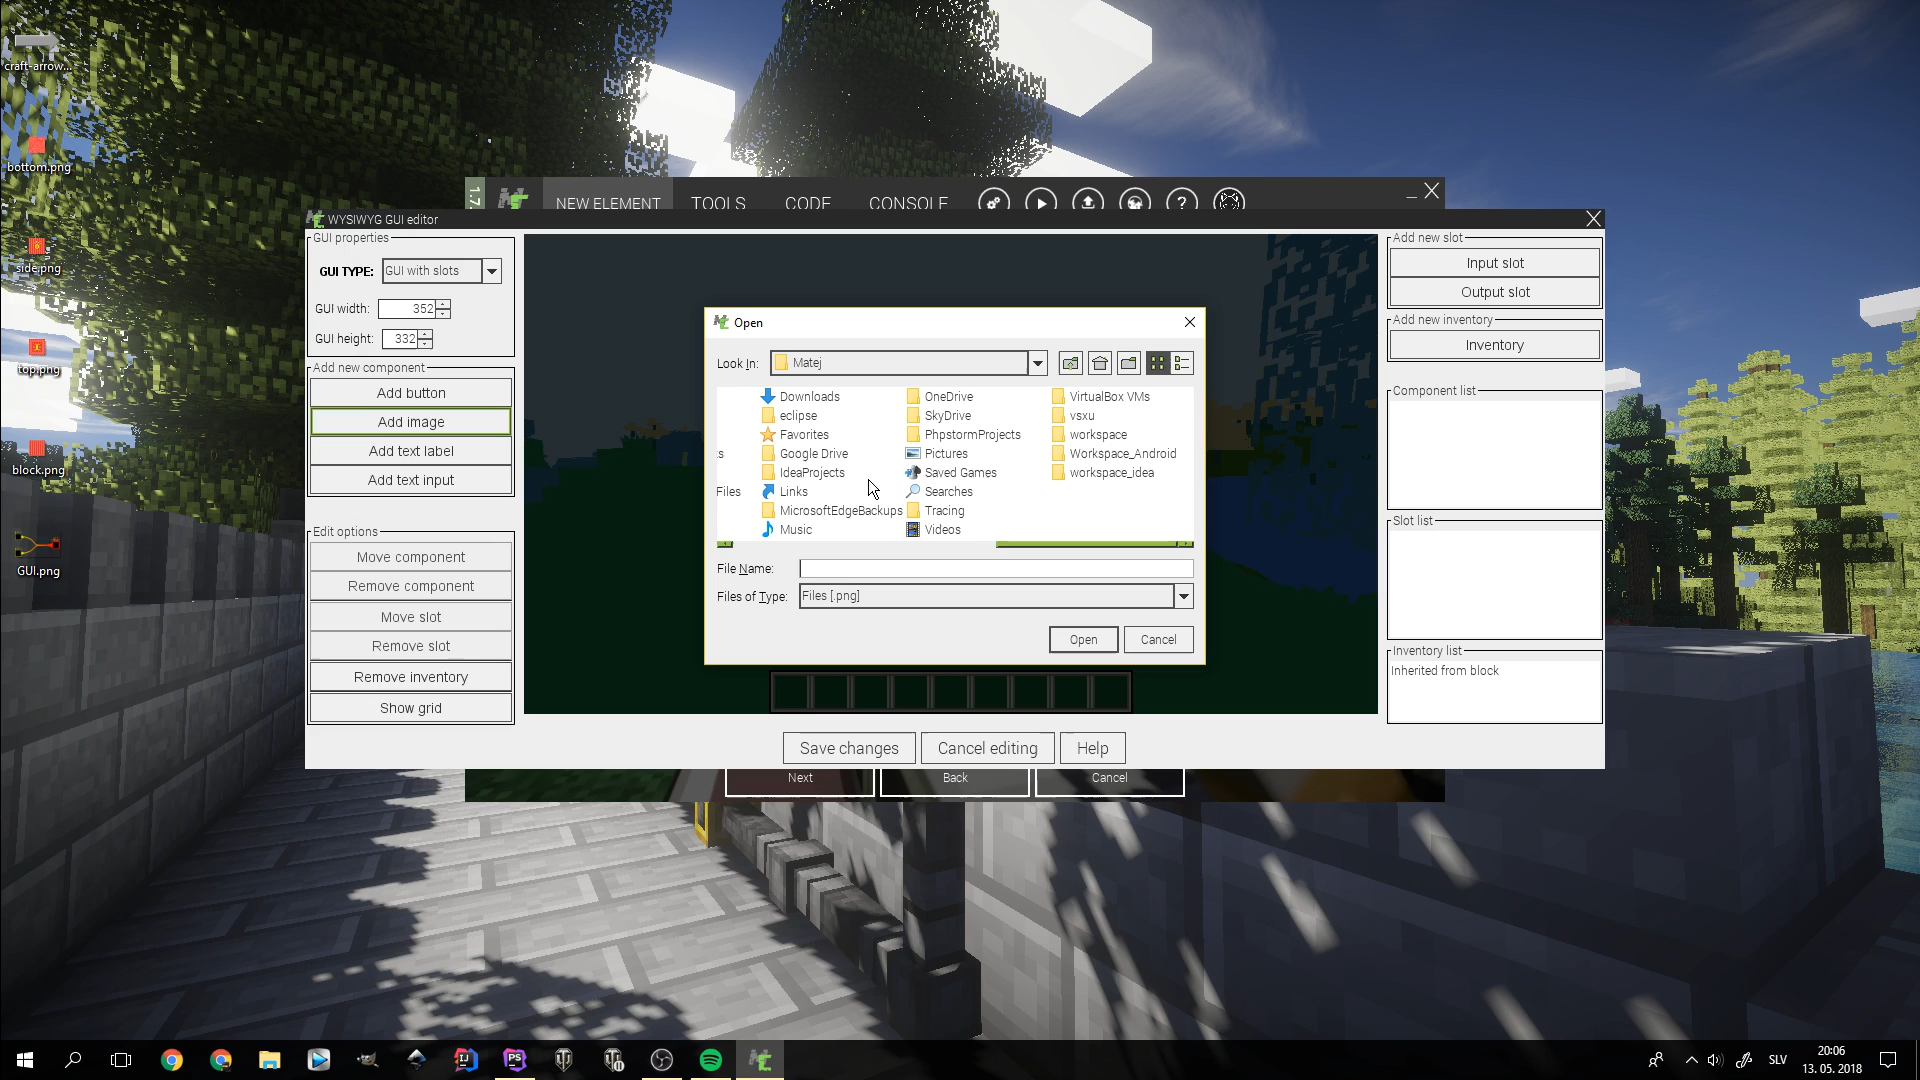 craft-arrow...
bottom.png
side.png
top.png
block.png
GUI.png
1.7
NEW ELEMENT
TOOLS
CODE
CONSOLE
WYSIWYG GUI editor
GUI properties
GUI TYPE:
GUI with slots
GUI width:
352
GUI height:
332
Add new component
Add button
Add image
Add text label
Add text input
Edit options
Move component
Remove component
Move slot
Remove slot
Remove inventory
Show grid
Open
Look In:
Matej
Files
Downloads
eclipse
Favorites
Google Drive
IdeaProjects
Links
MicrosoftEdgeBackups
Music
OneDrive
SkyDrive
PhpstormProjects
Pictures
Saved Games
Searches
Tracing
Videos
VirtualBox VMs
vsxu
workspace
Workspace_Android
workspace_idea
File Name:
Files of Type:
Files [.png]
Open
Cancel
Add new slot
Input slot
Output slot
Add new inventory
Inventory
Component list
Slot list
Inventory list
Inherited from block
Save changes
Cancel editing
Help
Next
Back
Cancel
SLV
20:06
13. 05. 2018